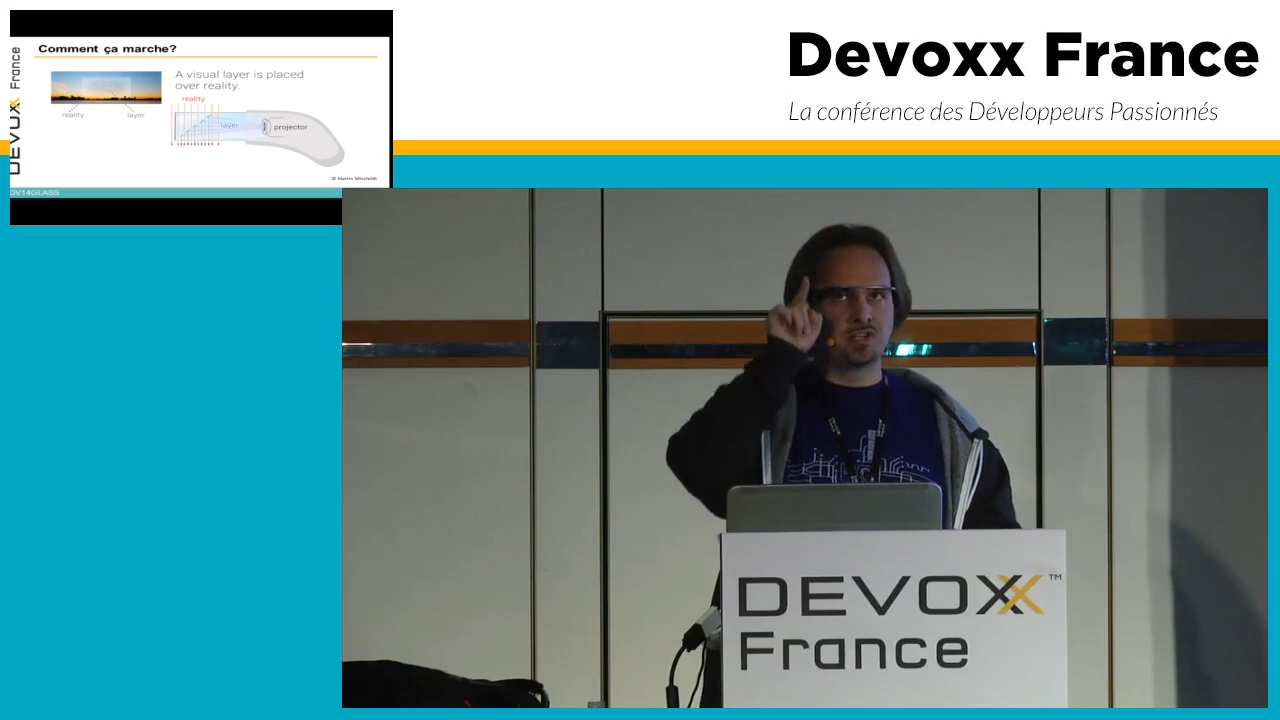 Comment ça marche?
DEVOXX France
A visual layer is placed
over reality.
reality
layer
reality
layer
projector
© Martin Missfeldt
DV14GLASS
Devoxx France
La conférence des Développeurs Passionnés
DEVOXX™
France